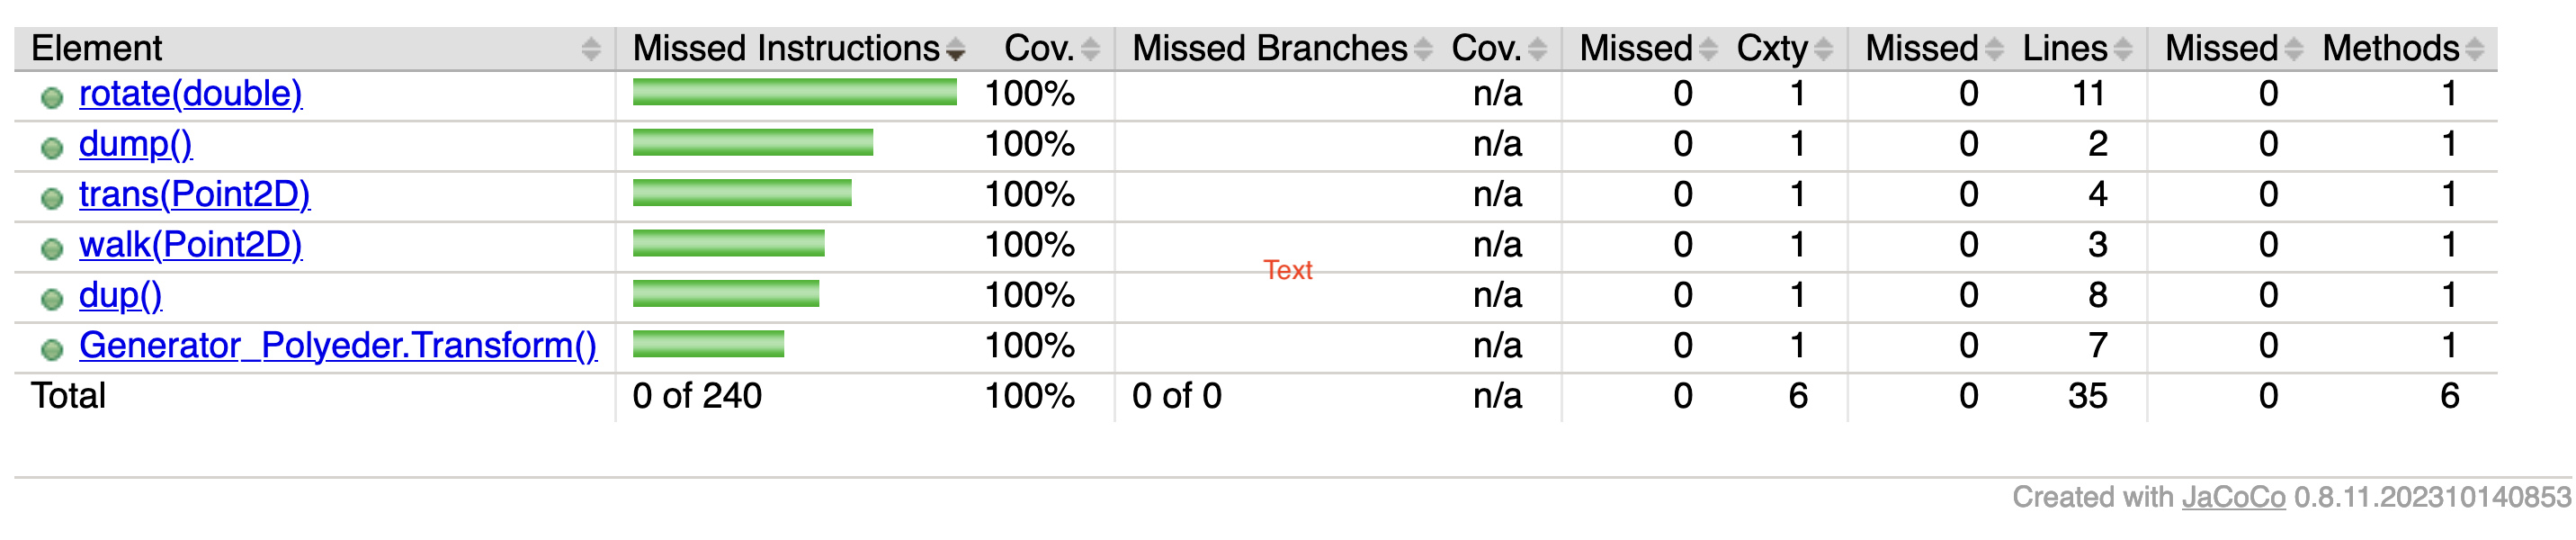 Element Missed Instructions Cov. Missed Branches Cov. Missed Cxty Missed Lines Missed Methods
rotate(double) 100% n/a 0 1 0 11 0 1
dump() 100% n/a 0 1 0 2 0 1
trans(Point2D) 100% n/a 0 1 0 4 0 1
walk(Point2D) 100% n/a 0 1 0 3 0 1
Text
dup() 100% n/a 0 1 0 8 0 1
Generator_Polyeder.Transform() 100% n/a 0 1 0 7 0 1
Total 0 of 240 100% 0 of 0 n/a 0 6 0 35 0 6
Created with JaCoCo 0.8.11.202310140853